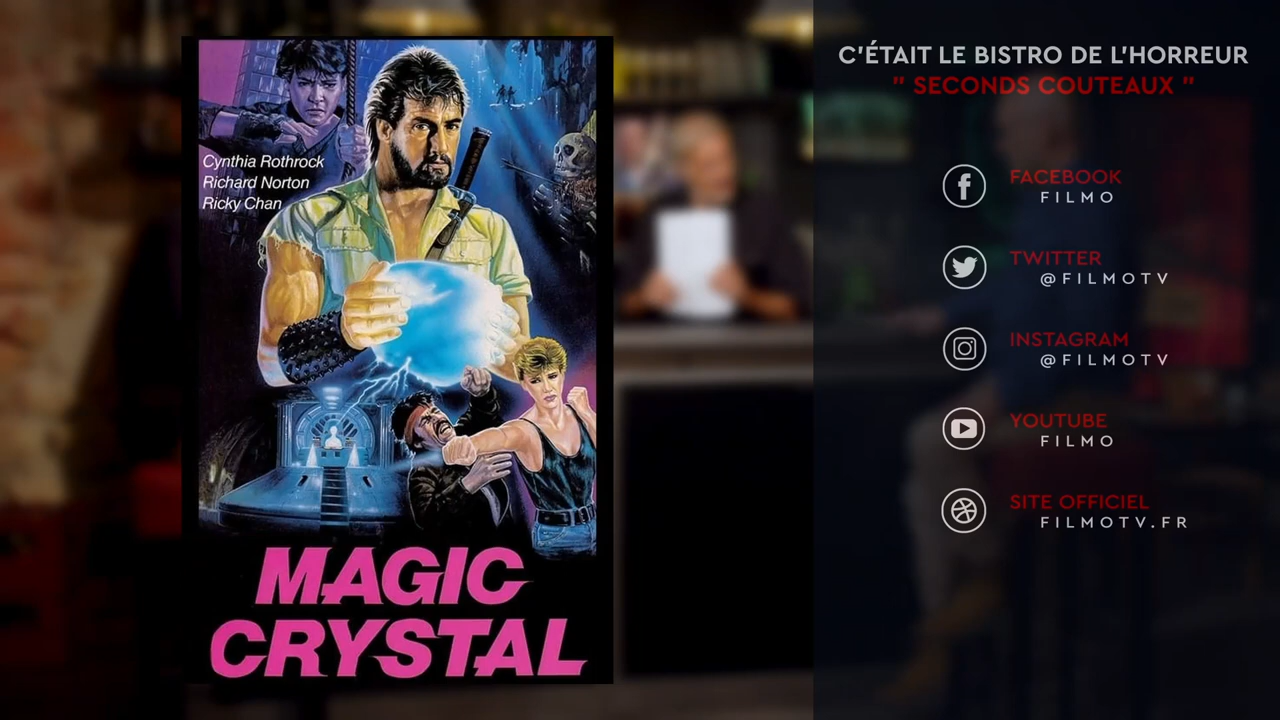 Cynthia Rothrock
Richard Norton
Ricky Chan
MAGIC
CRYSTAL
C'ÉTAIT LE BISTRO DE L'HORREUR
" SECONDS COUTEAUX "
FACEBOOK
FILMO
TWITTER
@FILMOTV
INSTAGRAM
@FILMOTV
YOUTUBE
FILMO
SITE OFFICIEL
FILMOTV.FR